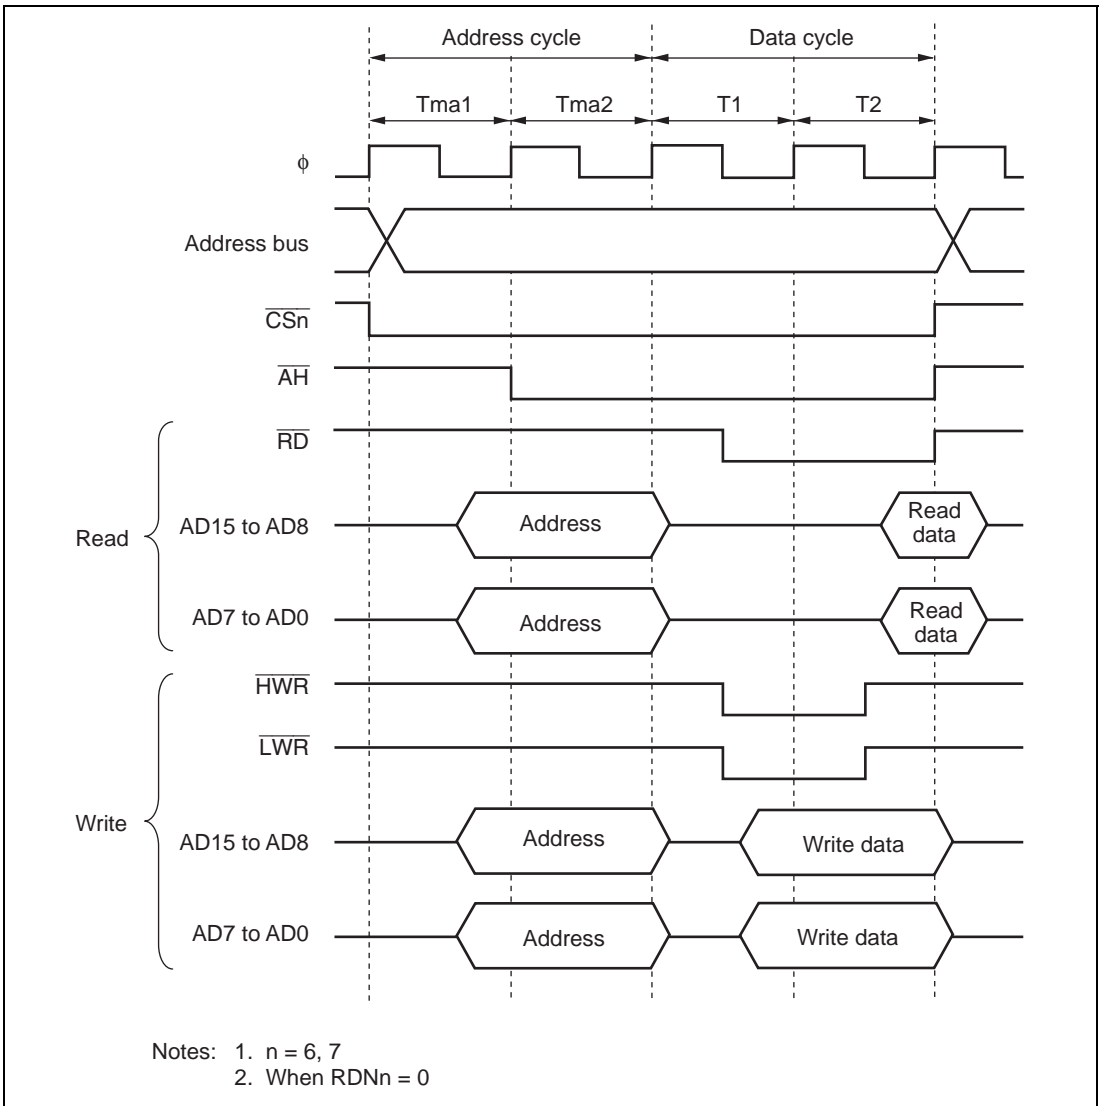 Address cycle Data cycle
Tma1 Tma2 T1 T2
ϕ
Address bus
CSn
AH
RD
Read
AD15 to AD8 Address Read data
AD7 to AD0 Address Read data
HWR
LWR
Write
AD15 to AD8 Address Write data
AD7 to AD0 Address Write data
Notes: 1. n = 6, 7
2. When RDNn = 0